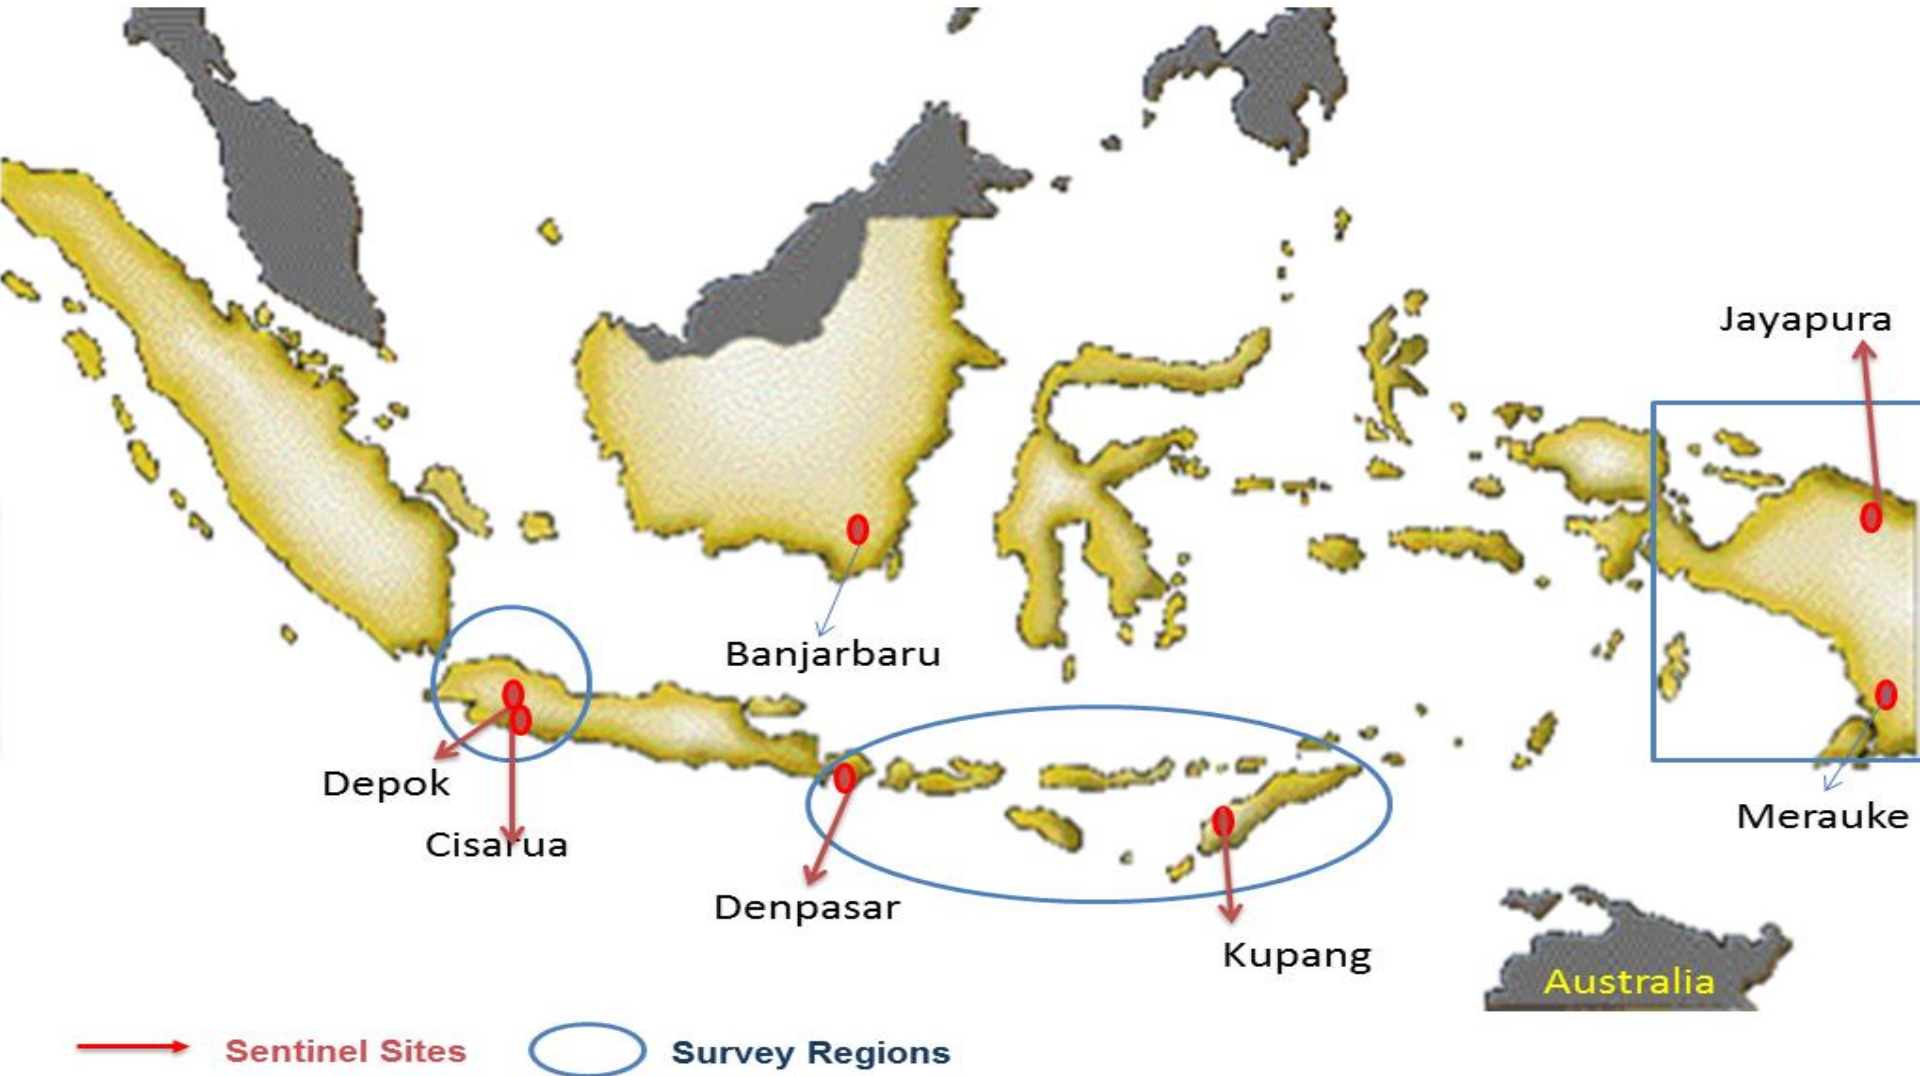 Jayapura
Banjarbaru
Depok
Cisarua
Denpasar
Kupang
Merauke
Australia
Sentinel Sites
Survey Regions